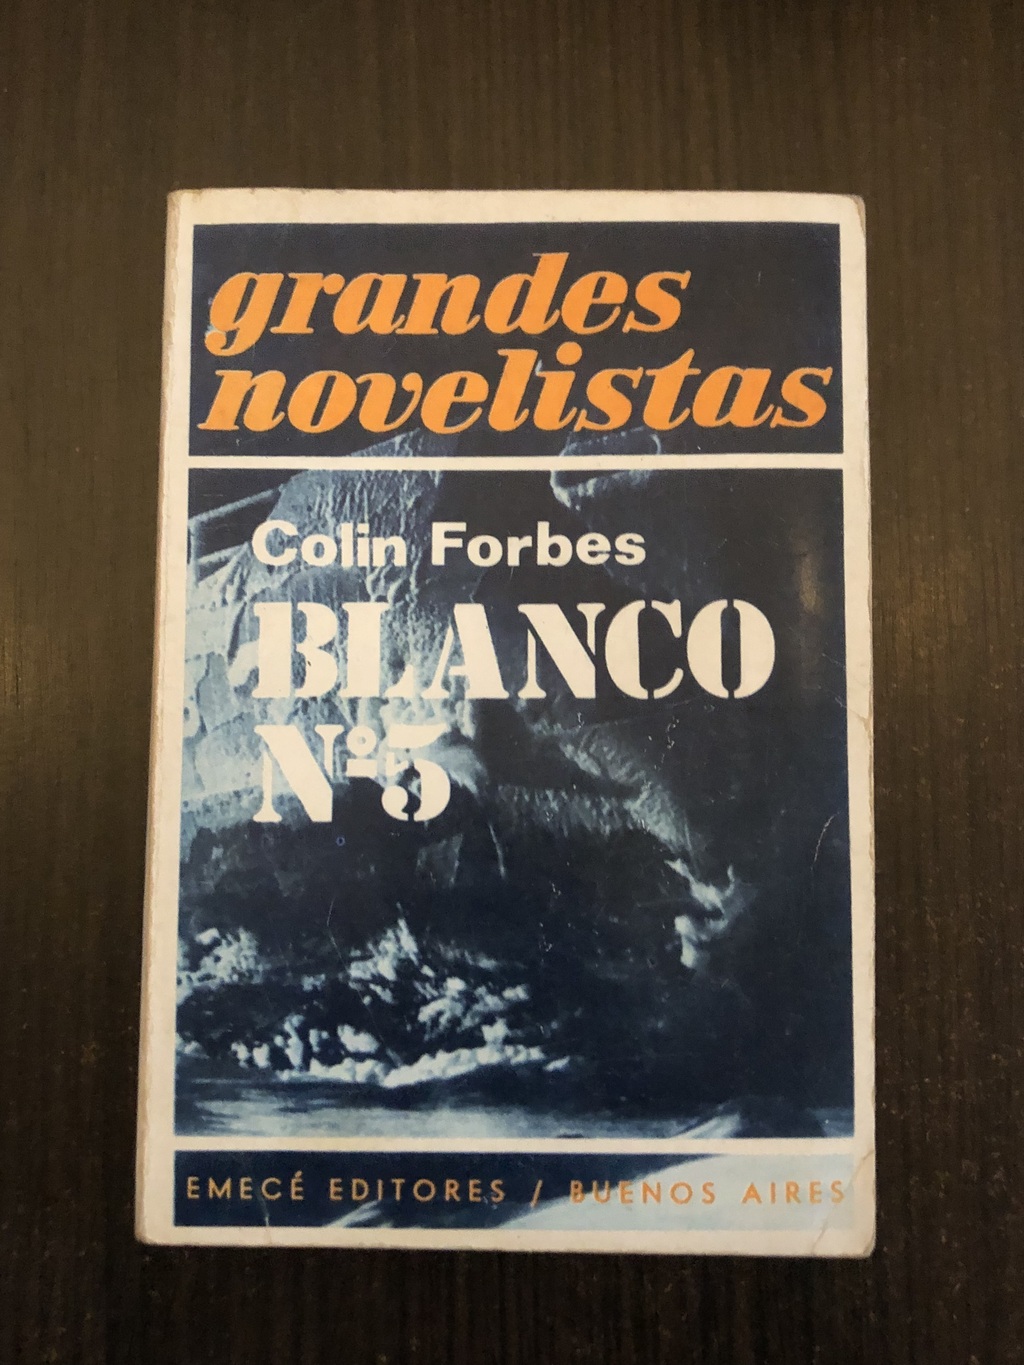 grandes
novelistas
Colin Forbes
BLANCO
Nº5
EMECÉ EDITORES / BUENOS AIRES